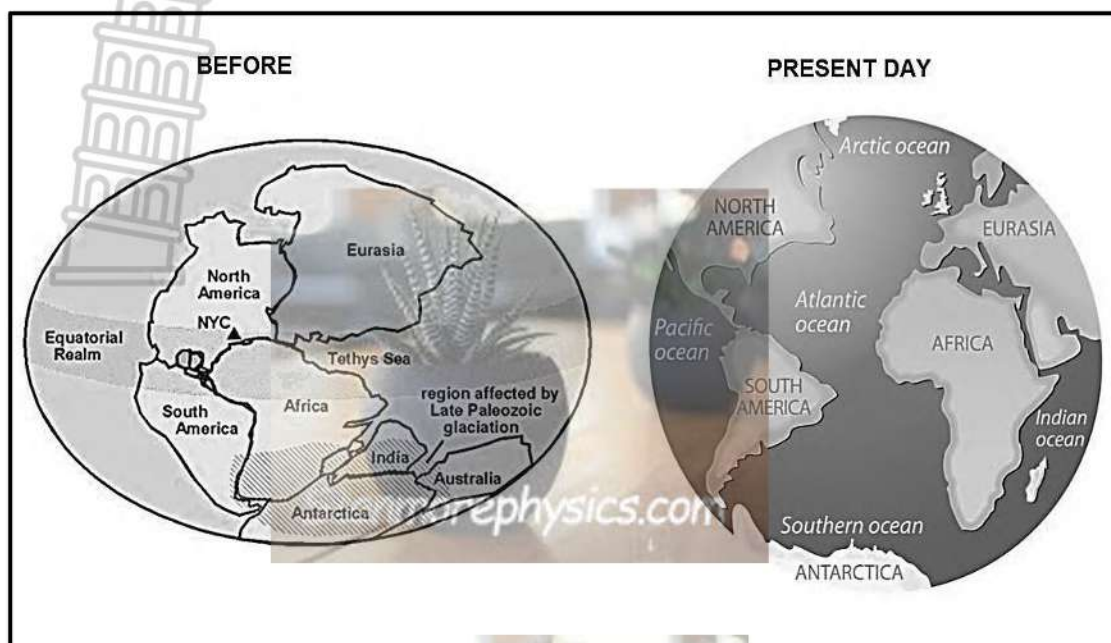 BEFORE
PRESENT DAY
North
America
NYC
Eurasia
Equatorial
Realm
Tethys Sea
South
America
Africa
region affected by
Late Paleozoic
glaciation
India
Australia
Antarctica
morephysics.com
Arctic ocean
NORTH
AMERICA
EURASIA
Atlantic
ocean
Pacific
ocean
AFRICA
SOUTH
AMERICA
Indian
ocean
Southern ocean
ANTARCTICA